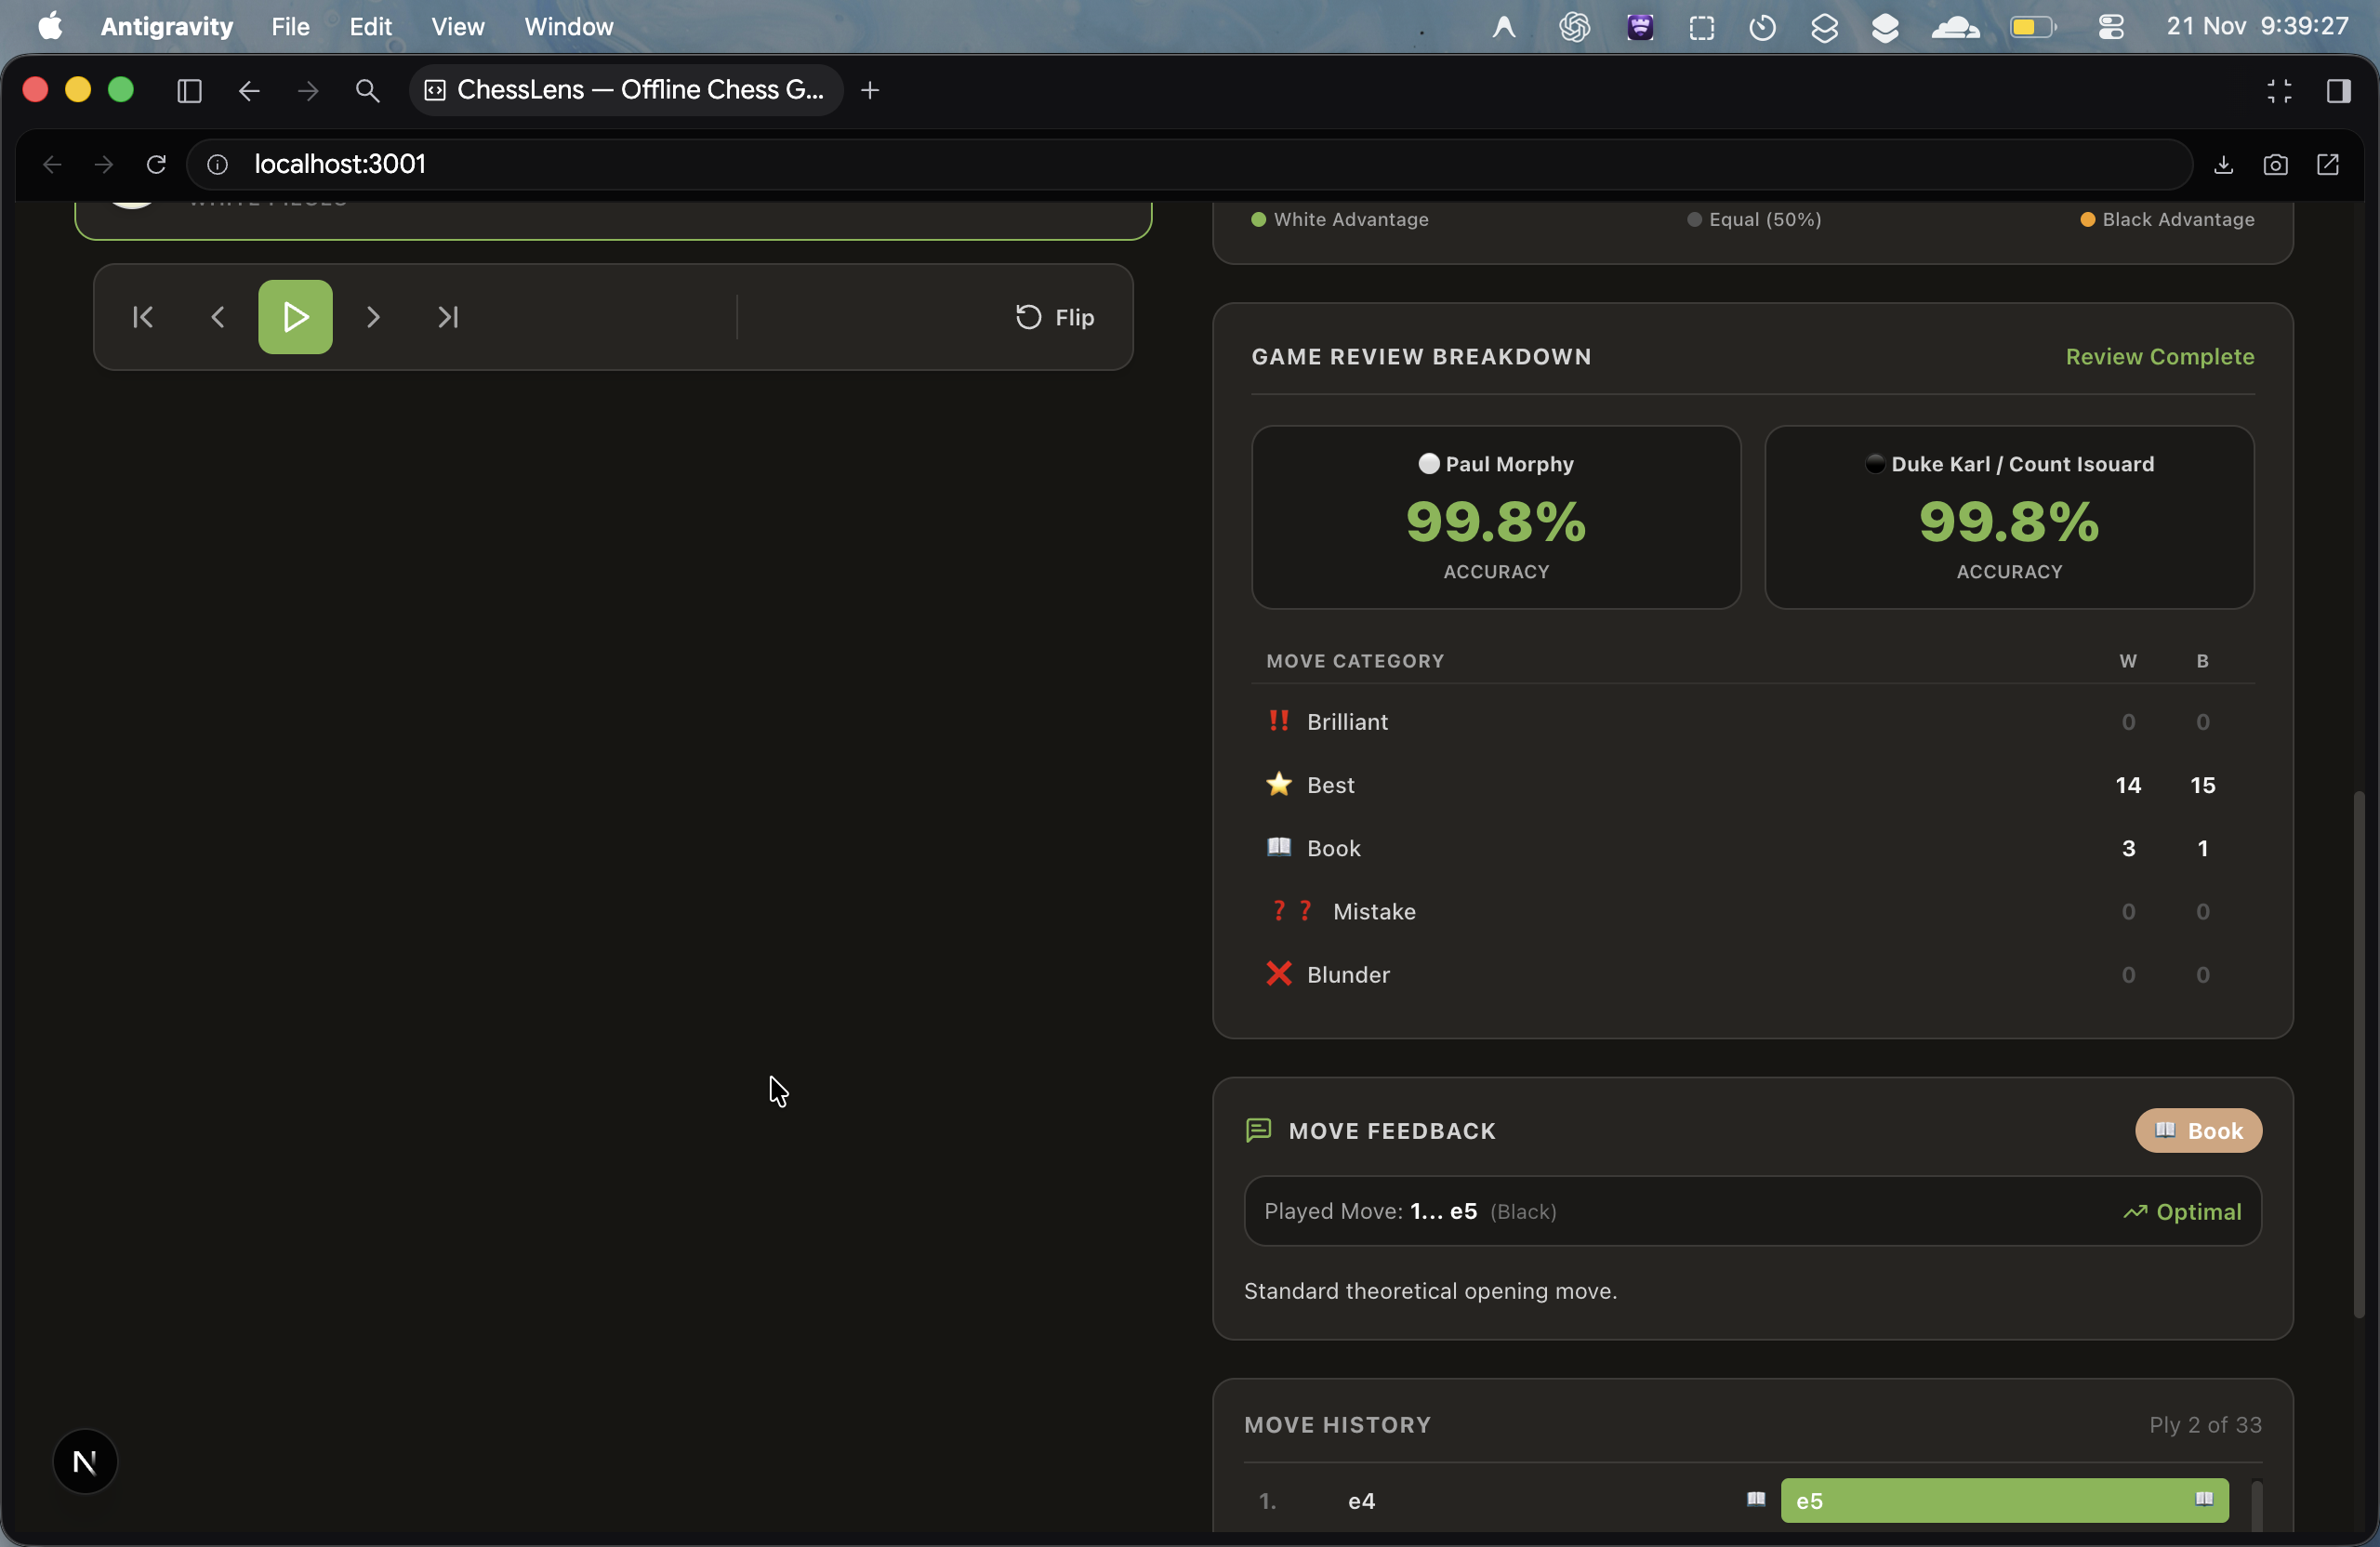 Antigravity File Edit View Window 21 Nov 9:39:27
ChessLens — Offline Chess G...
localhost:3001
WHITE PIECES
White Advantage Equal (50%) Black Advantage
Flip
GAME REVIEW BREAKDOWN Review Complete
Paul Morphy
99.8%
ACCURACY
Duke Karl / Count Isouard
99.8%
ACCURACY
MOVE CATEGORY W B
‼️ Brilliant 0 0
⭐ Best 14 15
📖 Book 3 1
❓❓ Mistake 0 0
❌ Blunder 0 0
MOVE FEEDBACK 📖 Book
Played Move: 1... e5 (Black) Optimal
Standard theoretical opening move.
MOVE HISTORY Ply 2 of 33
1. e4 📖 e5 📖
N